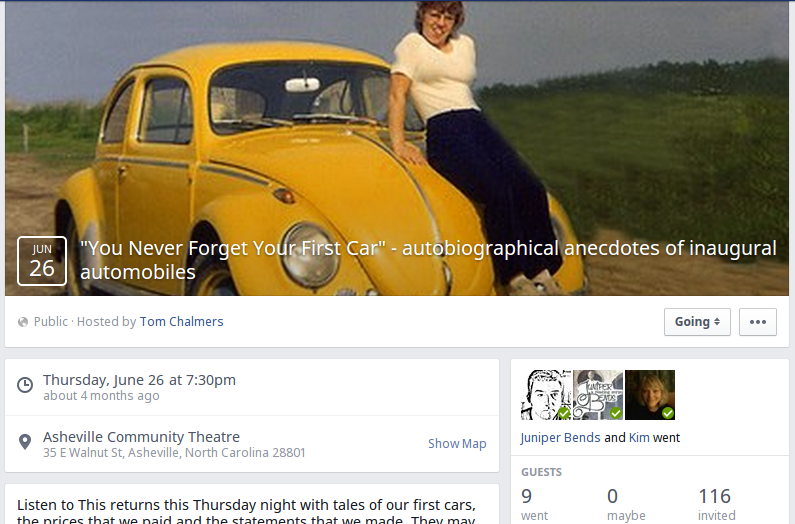 JUN
26
"You Never Forget Your First Car" - autobiographical anecdotes of inaugural
automobiles
Public · Hosted by Tom Chalmers
Going
Thursday, June 26 at 7:30pm
about 4 months ago
Asheville Community Theatre
35 E Walnut St, Asheville, North Carolina 28801
Show Map
JUNIPER
BENDS
Juniper Bends and Kim went
GUESTS
9 0 116
went maybe invited
Listen to This returns this Thursday night with tales of our first cars,
the prices that we paid and the statements that we made. They may